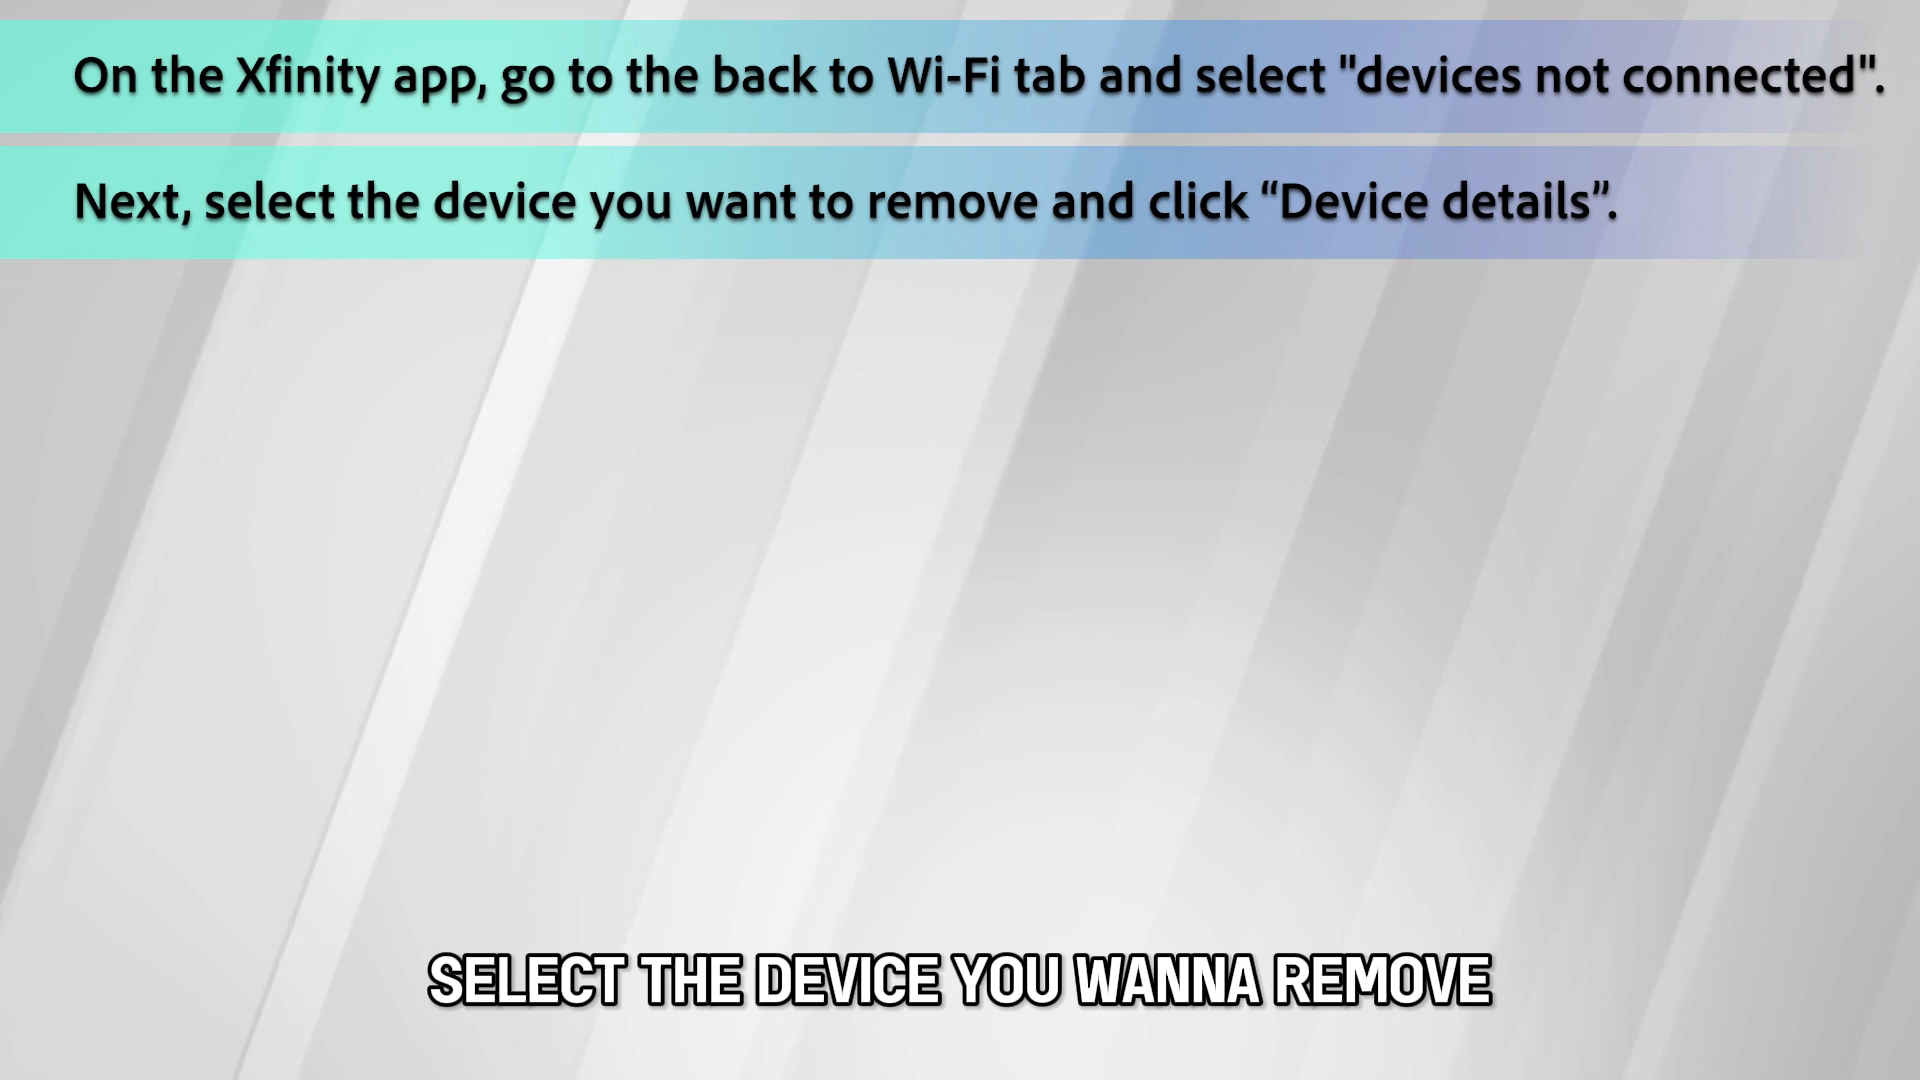 On the Xfinity app, go to the back to Wi-Fi tab and select "devices not connected".
Next, select the device you want to remove and click “Device details”.
SELECT THE DEVICE YOU WANNA REMOVE